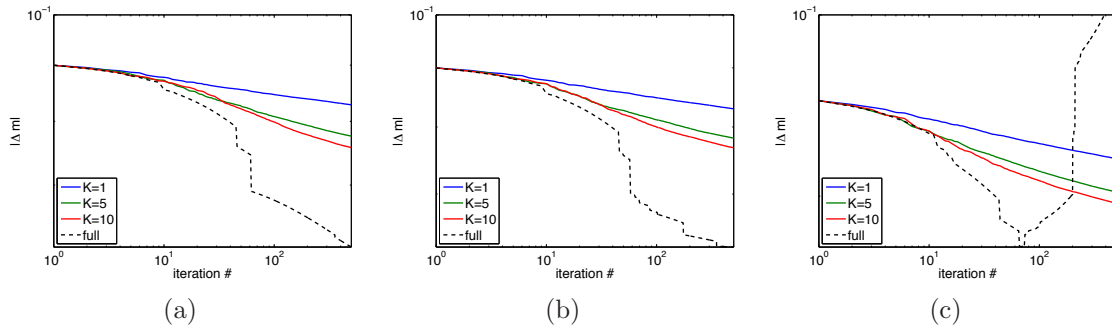 10⁻¹
|Δ m|
K=1
K=5
K=10
full
10⁰
10¹
10²
iteration #
(a)
10⁻¹
|Δ m|
K=1
K=5
K=10
full
10⁰
10¹
10²
iteration #
(b)
10⁻¹
|Δ m|
K=1
K=5
K=10
full
10⁰
10¹
10²
iteration #
(c)